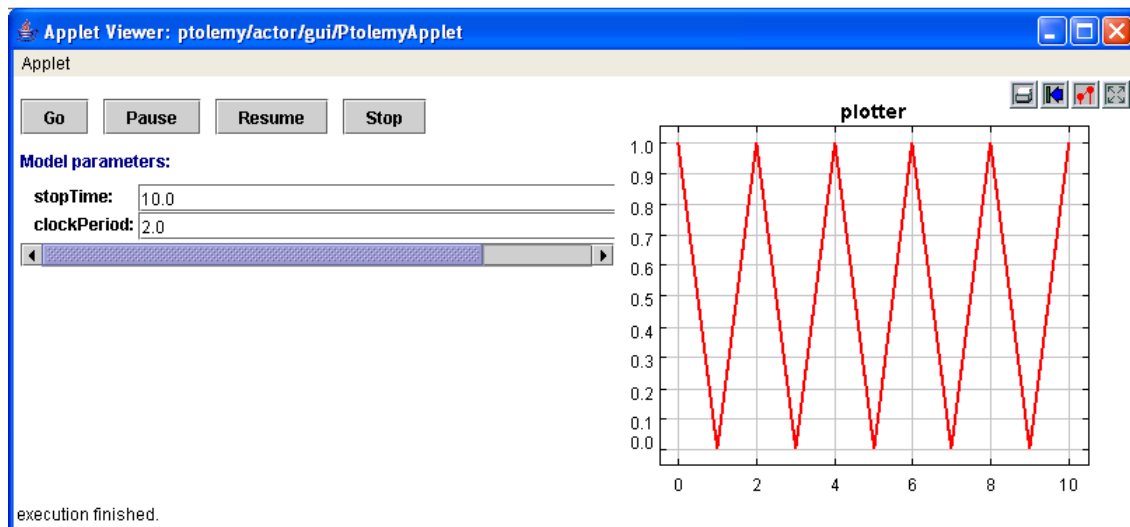 Applet Viewer: ptolemy/actor/gui/PtolemyApplet
Applet
Go Pause Resume Stop
Model parameters:
stopTime: 10.0
clockPeriod: 2.0
plotter
1.0
0.9
0.8
0.7
0.6
0.5
0.4
0.3
0.2
0.1
0.0
0 2 4 6 8 10
execution finished.